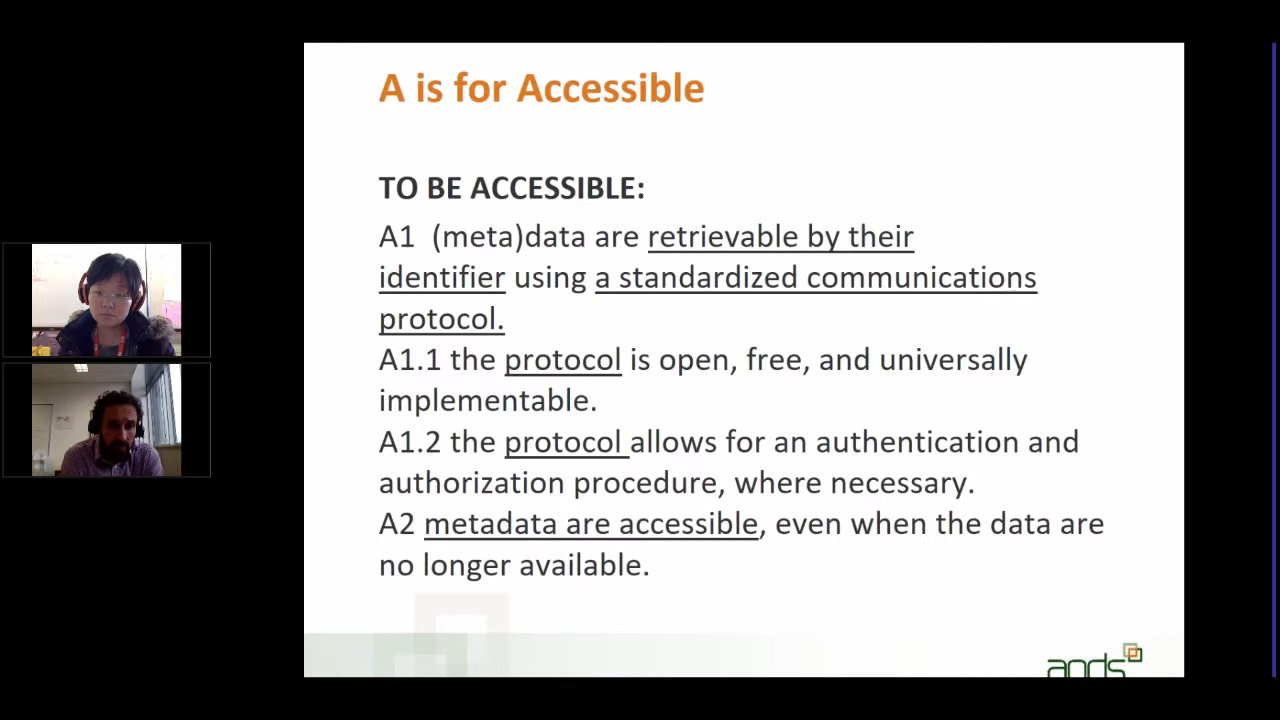 A is for Accessible
TO BE ACCESSIBLE:
A1 (meta)data are retrievable by their
identifier using a standardized communications
protocol.
A1.1 the protocol is open, free, and universally
implementable.
A1.2 the protocol allows for an authentication and
authorization procedure, where necessary.
A2 metadata are accessible, even when the data are
no longer available.
ands